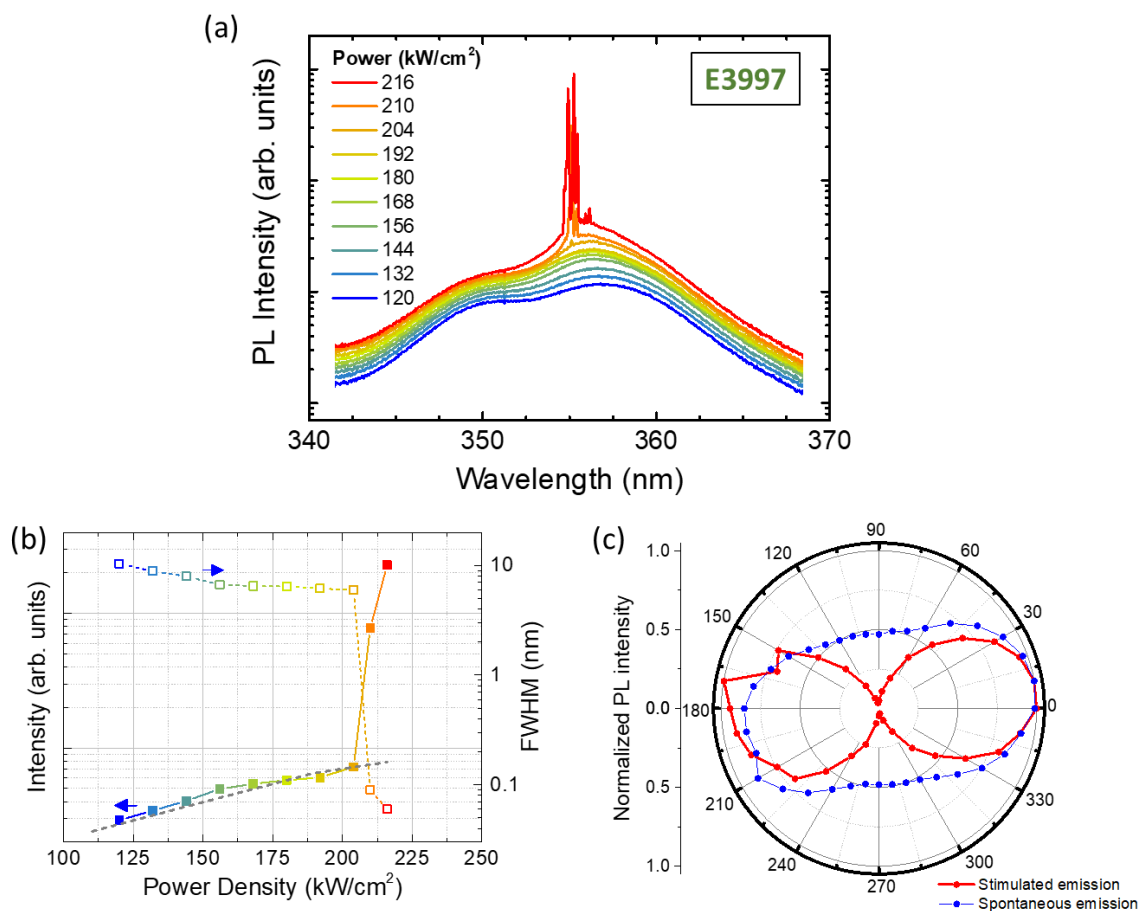 (a)
Power (kW/cm²)
216
210
204
192
180
168
156
144
132
120
E3997
PL Intensity (arb. units)
340 350 360 370
Wavelength (nm)
(b)
Intensity (arb. units)
10
1
0.1
FWHM (nm)
100 125 150 175 200 225 250
Power Density (kW/cm²)
(c)
Normalized PL intensity
1.0
0.5
0.0
0.5
1.0
0
30
60
90
120
150
180
210
240
270
300
330
Stimulated emission
Spontaneous emission